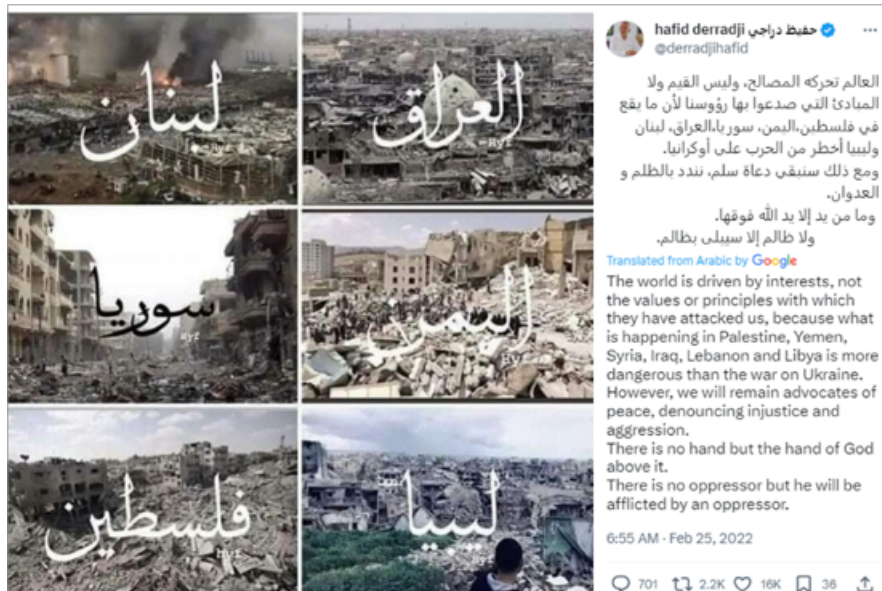 لبنان
العراق
سوريا
اليمن
فلسطين
ليبيا
hafid derradji حفيظ دراجي
@derradjihafid
العالم تحركه المصالح، وليس القيم ولا
المبادئ التي صدعوا بها رؤوسنا لأن ما يقع
في فلسطين،اليمن، سوريا،العراق، لبنان
وليبيا أخطر من الحرب على أوكرانيا.
ومع ذلك سنبقى دعاة سلم، نندد بالظلم و
العدوان.
وما من يد إلا يد الله فوقها.
ولا ظالم إلا سيبلى بظالم.
Translated from Arabic by Google
The world is driven by interests, not
the values or principles with which
they have attacked us, because what
is happening in Palestine, Yemen,
Syria, Iraq, Lebanon and Libya is more
dangerous than the war on Ukraine.
However, we will remain advocates of
peace, denouncing injustice and
aggression.
There is no hand but the hand of God
above it.
There is no oppressor but he will be
afflicted by an oppressor.
6:55 AM · Feb 25, 2022
701 2.2K 16K 36